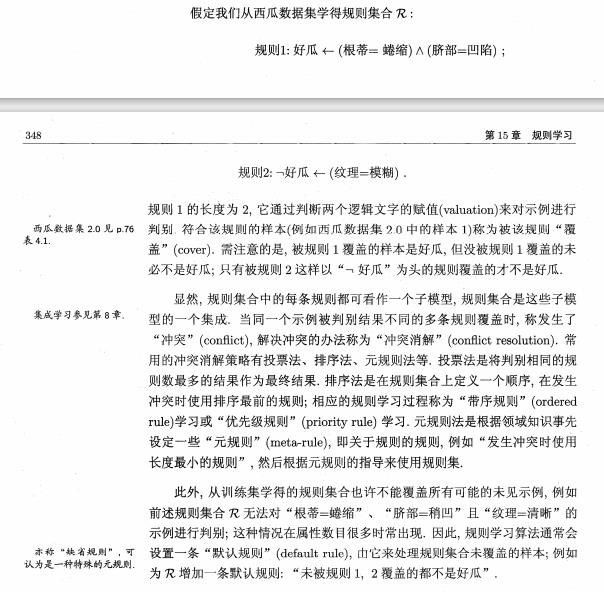 假定我们从西瓜数据集学得规则集合 R :
规则1: 好瓜 ← (根蒂= 蜷缩) ∧ (脐部=凹陷) ;
348
第 15 章 规则学习
规则2: ¬好瓜 ← (纹理=模糊) .
规则 1 的长度为 2, 它通过判断两个逻辑文字的赋值(valuation)来对示例进行
西瓜数据集 2.0 见 p.76
表 4.1.
判别. 符合该规则的样本(例如西瓜数据集 2.0 中的样本 1)称为被该规则“覆
盖”(cover). 需注意的是, 被规则 1 覆盖的样本是好瓜, 但没被规则 1 覆盖的未
必不是好瓜; 只有被规则 2 这样以“¬ 好瓜”为头的规则覆盖的才不是好瓜.
显然, 规则集合中的每条规则都可看作一个子模型, 规则集合是这些子模
集成学习参见第 8 章.
型的一个集成. 当同一个示例被判别结果不同的多条规则覆盖时, 称发生了
“冲突”(conflict), 解决冲突的办法称为“冲突消解”(conflict resolution). 常
用的冲突消解策略有投票法、排序法、元规则法等. 投票法是将判别相同的规
则数最多的结果作为最终结果. 排序法是在规则集合上定义一个顺序, 在发生
冲突时使用排序最前的规则; 相应的规则学习过程称为“带序规则”(ordered
rule)学习或“优先级规则”(priority rule) 学习. 元规则法是根据领域知识事先
设定一些“元规则”(meta-rule), 即关于规则的规则, 例如“发生冲突时使用
长度最小的规则”, 然后根据元规则的指导来使用规则集.
此外, 从训练集学得的规则集合也许不能覆盖所有可能的未见示例, 例如
前述规则集合 R 无法对“根蒂=蜷缩”、“脐部=稍凹”且“纹理=清晰”的
示例进行判别; 这种情况在属性数目很多时常出现. 因此, 规则学习算法通常会
亦称“缺省规则”, 可
认为是一种特殊的元规则.
设置一条“默认规则”(default rule), 由它来处理规则集合未覆盖的样本; 例如
为 R 增加一条默认规则: “未被规则 1, 2 覆盖的都不是好瓜”.